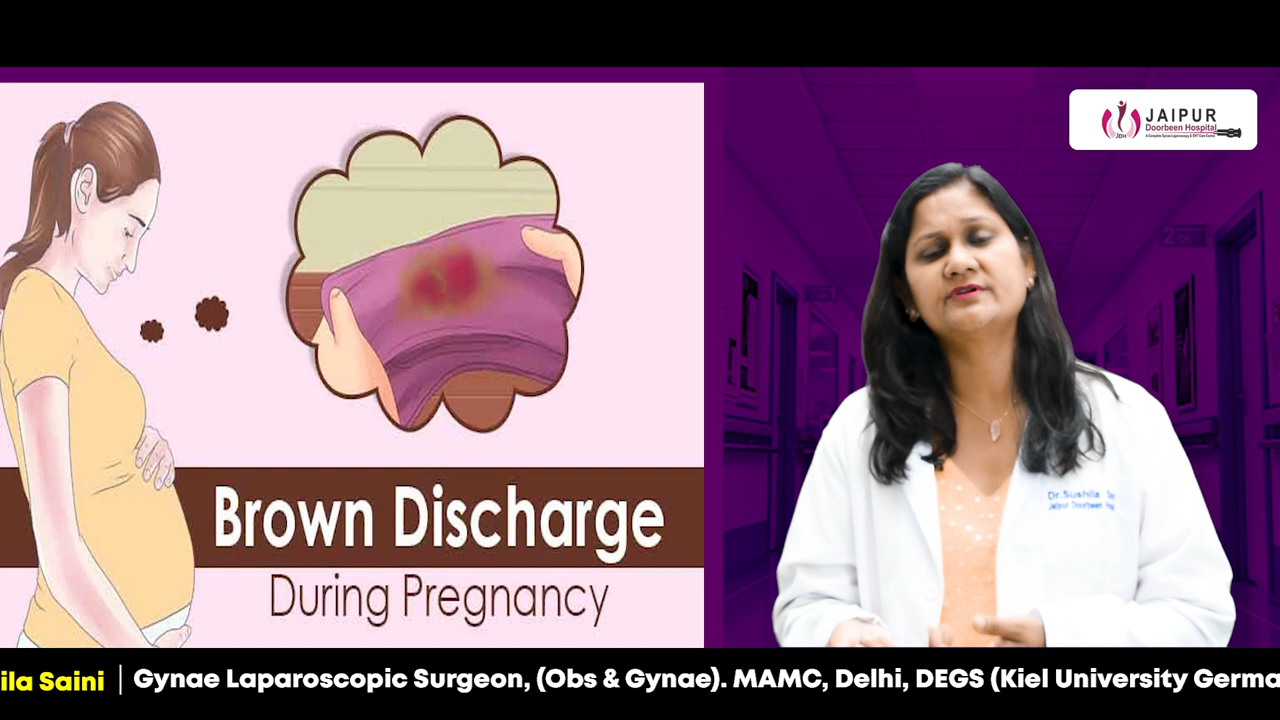 Brown Discharge
During Pregnancy
JAIPUR
Doorbeen Hospital
JDH
Dr. Sushila
Jaipur Doorbeen
ila Saini | Gynae Laparoscopic Surgeon, (Obs & Gynae). MAMC, Delhi, DEGS (Kiel University Germa